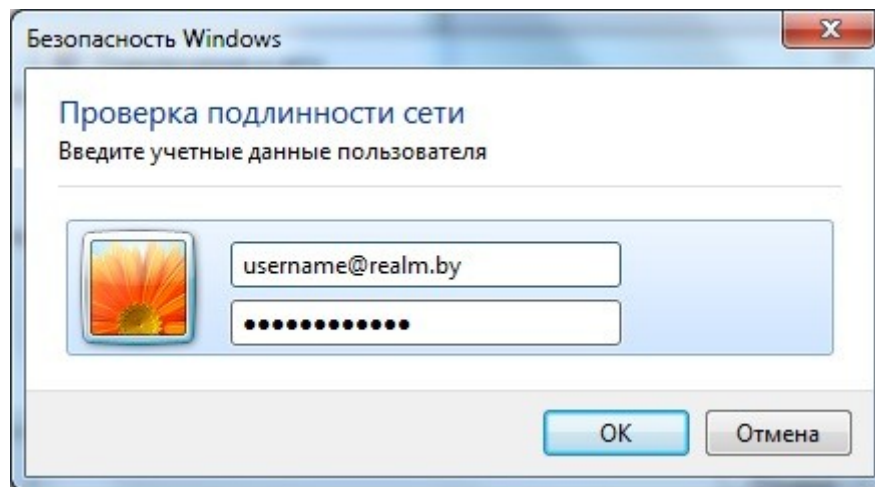 Безопасность Windows
Проверка подлинности сети
Введите учетные данные пользователя
username@realm.by
●●●●●●●●●●●●
OK
Отмена